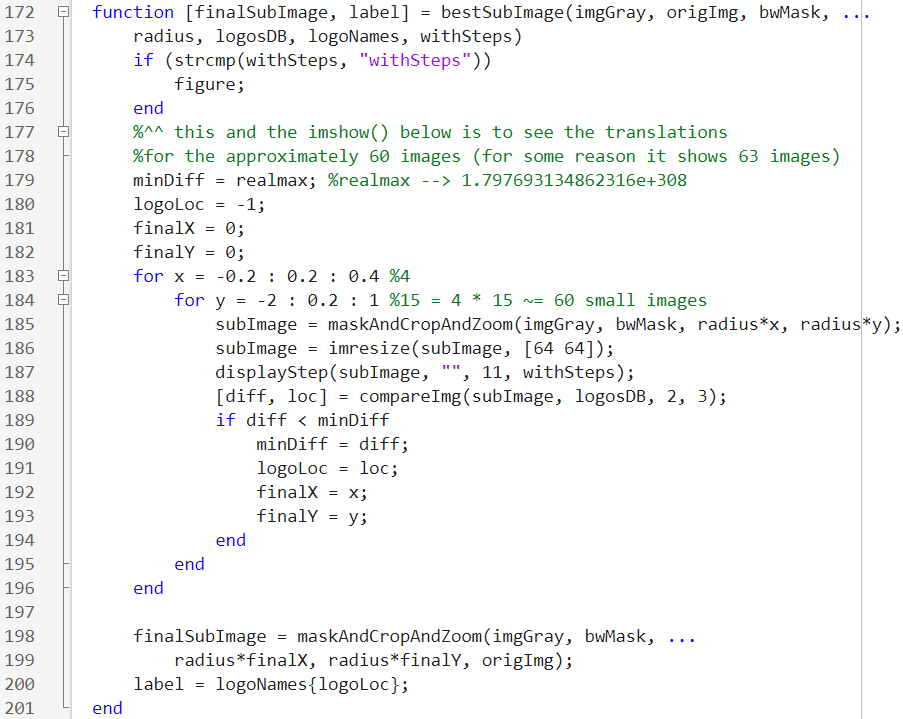 172 function [finalSubImage, label] = bestSubImage(imgGray, origImg, bwMask, ...
173 radius, logosDB, logoNames, withSteps)
174 if (strcmp(withSteps, "withSteps"))
175 figure;
176 end
177 %^^ this and the imshow() below is to see the translations
178 %for the approximately 60 images (for some reason it shows 63 images)
179 minDiff = realmax; %realmax --> 1.797693134862316e+308
180 logoLoc = -1;
181 finalX = 0;
182 finalY = 0;
183 for x = -0.2 : 0.2 : 0.4 %4
184 for y = -2 : 0.2 : 1 %15 = 4 * 15 ~= 60 small images
185 subImage = maskAndCropAndZoom(imgGray, bwMask, radius*x, radius*y);
186 subImage = imresize(subImage, [64 64]);
187 displayStep(subImage, "", 11, withSteps);
188 [diff, loc] = compareImg(subImage, logosDB, 2, 3);
189 if diff < minDiff
190 minDiff = diff;
191 logoLoc = loc;
192 finalX = x;
193 finalY = y;
194 end
195 end
196 end
197
198 finalSubImage = maskAndCropAndZoom(imgGray, bwMask, ...
199 radius*finalX, radius*finalY, origImg);
200 label = logoNames{logoLoc};
201 end